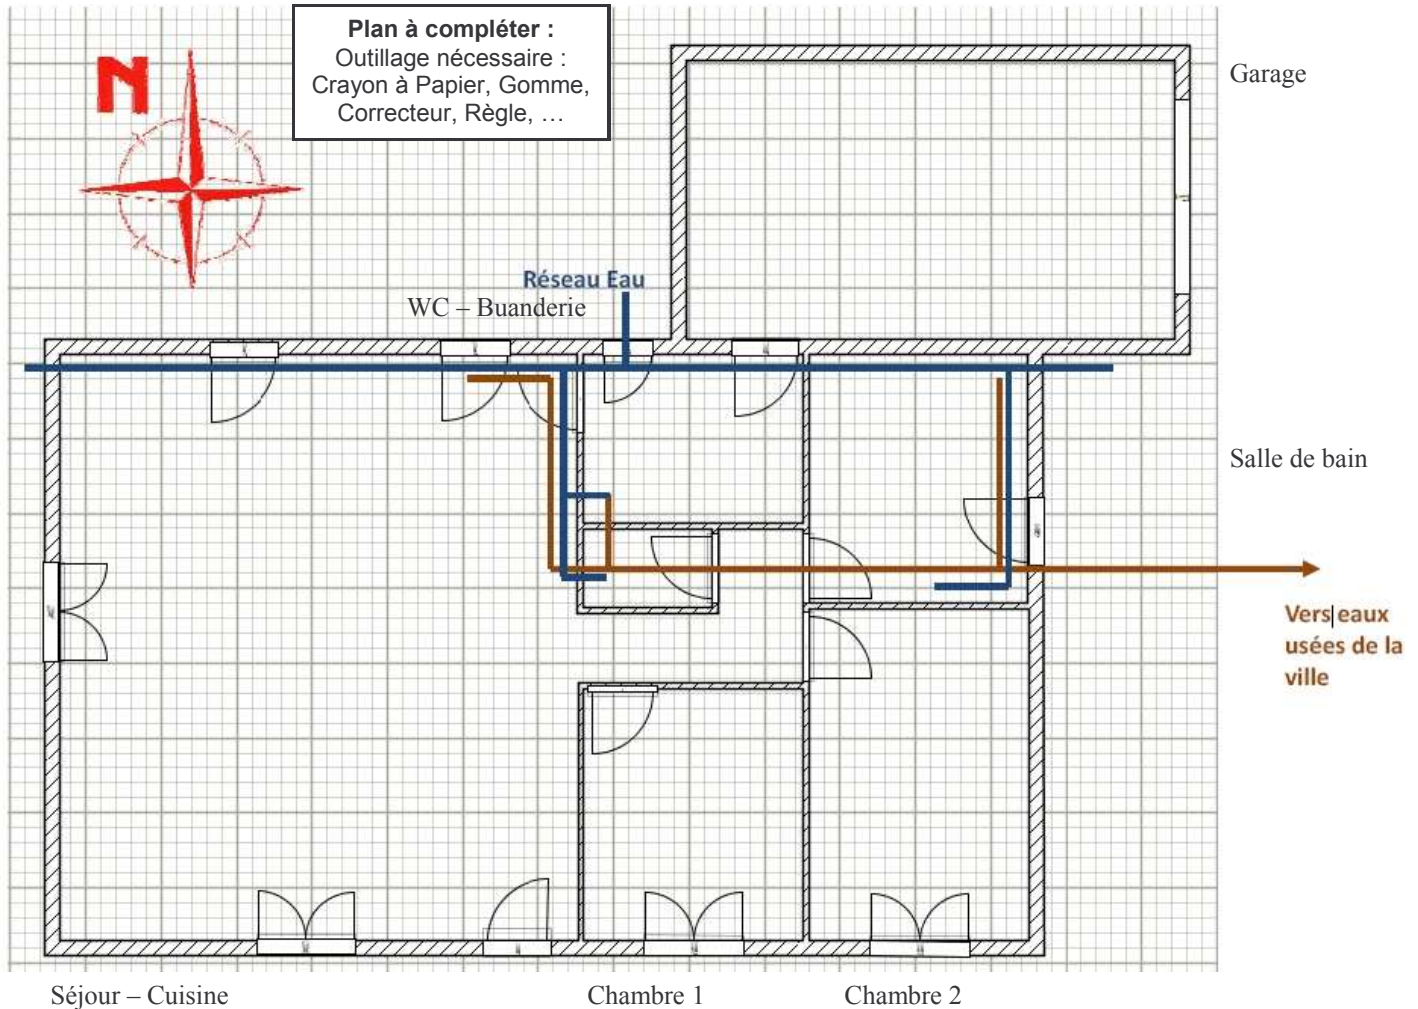 Plan à compléter :
Outillage nécessaire :
Crayon à Papier, Gomme,
Correcteur, Règle, …
N
Garage
Réseau Eau
WC – Buanderie
Salle de bain
Vers eaux
usées de la
ville
Séjour – Cuisine
Chambre 1
Chambre 2